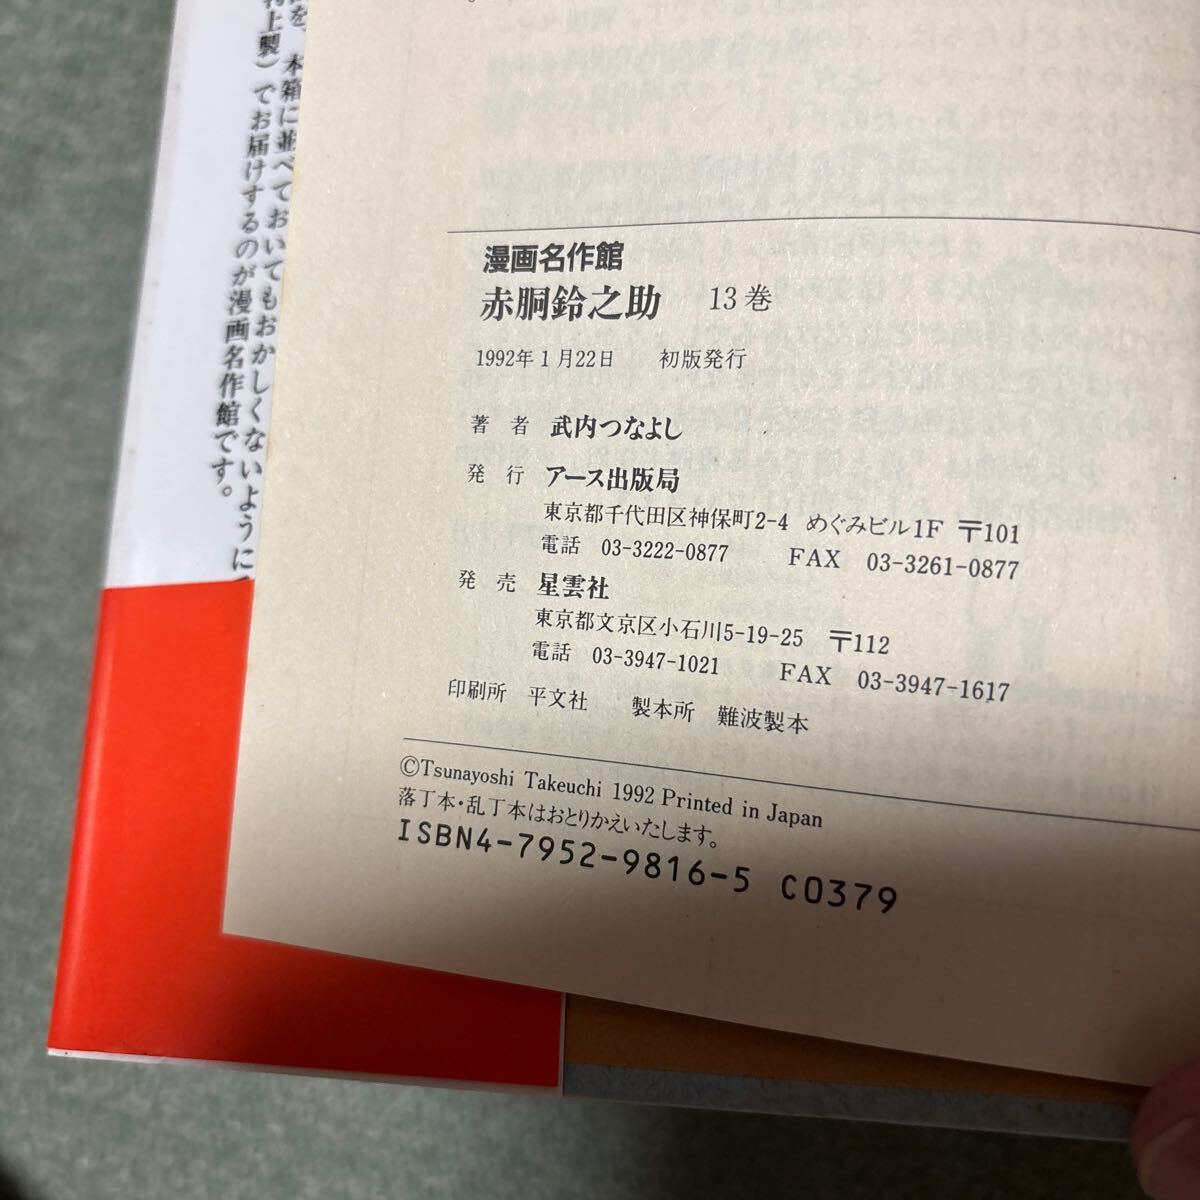 漫画名作館
赤胴鈴之助 13巻
1992年1月22日 初版発行
著者 武内つなよし
発行 アース出版局
東京都千代田区神保町2-4 めぐみビル1F 〒101
電話 03-3222-0877 FAX 03-3261-0877
発売 星雲社
東京都文京区小石川5-19-25 〒112
電話 03-3947-1021 FAX 03-3947-1617
印刷所 平文社 製本所 難波製本
©Tsunayoshi Takeuchi 1992 Printed in Japan
落丁本・乱丁本はおとりかえいたします。
ISBN4-7952-9816-5 C0379
を、本箱に並べておいてもおかしくないように
上製）でお届けするのが漫画名作館です。